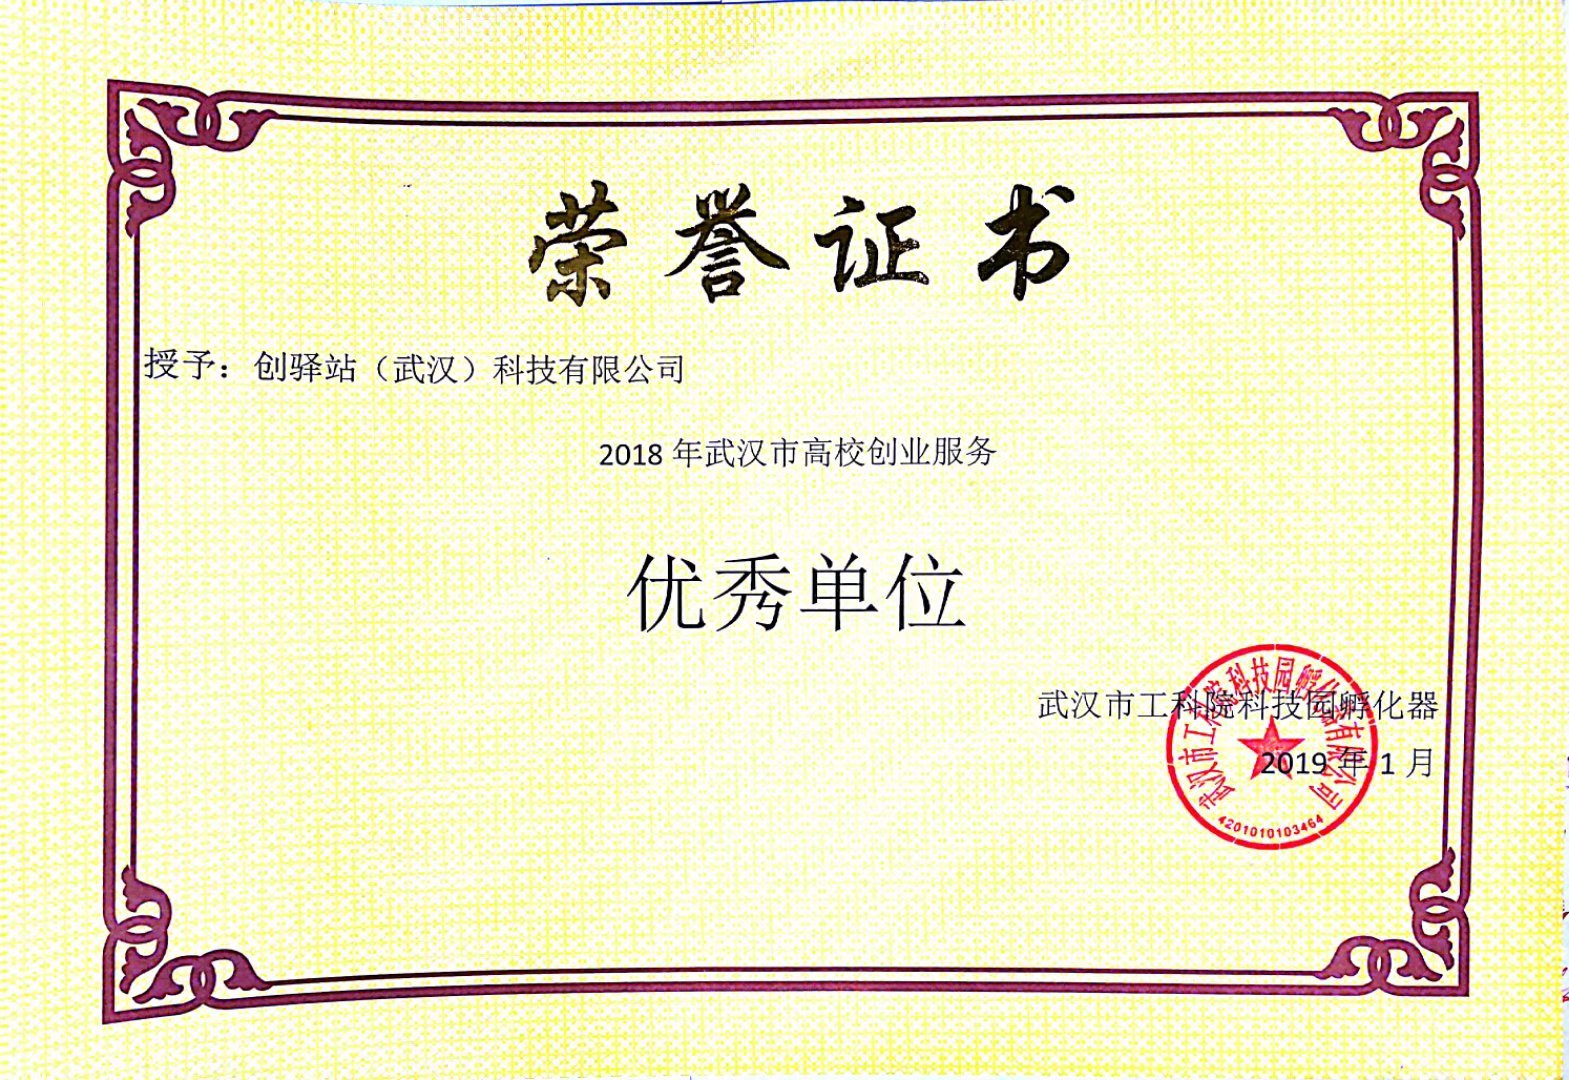 荣誉证书
授予：创驿站（武汉）科技有限公司
2018 年武汉市高校创业服务
优秀单位
武汉市工科院科技园孵化器
2019 年 1 月
武汉市工科院科技园孵化器有限公司
4201010103464